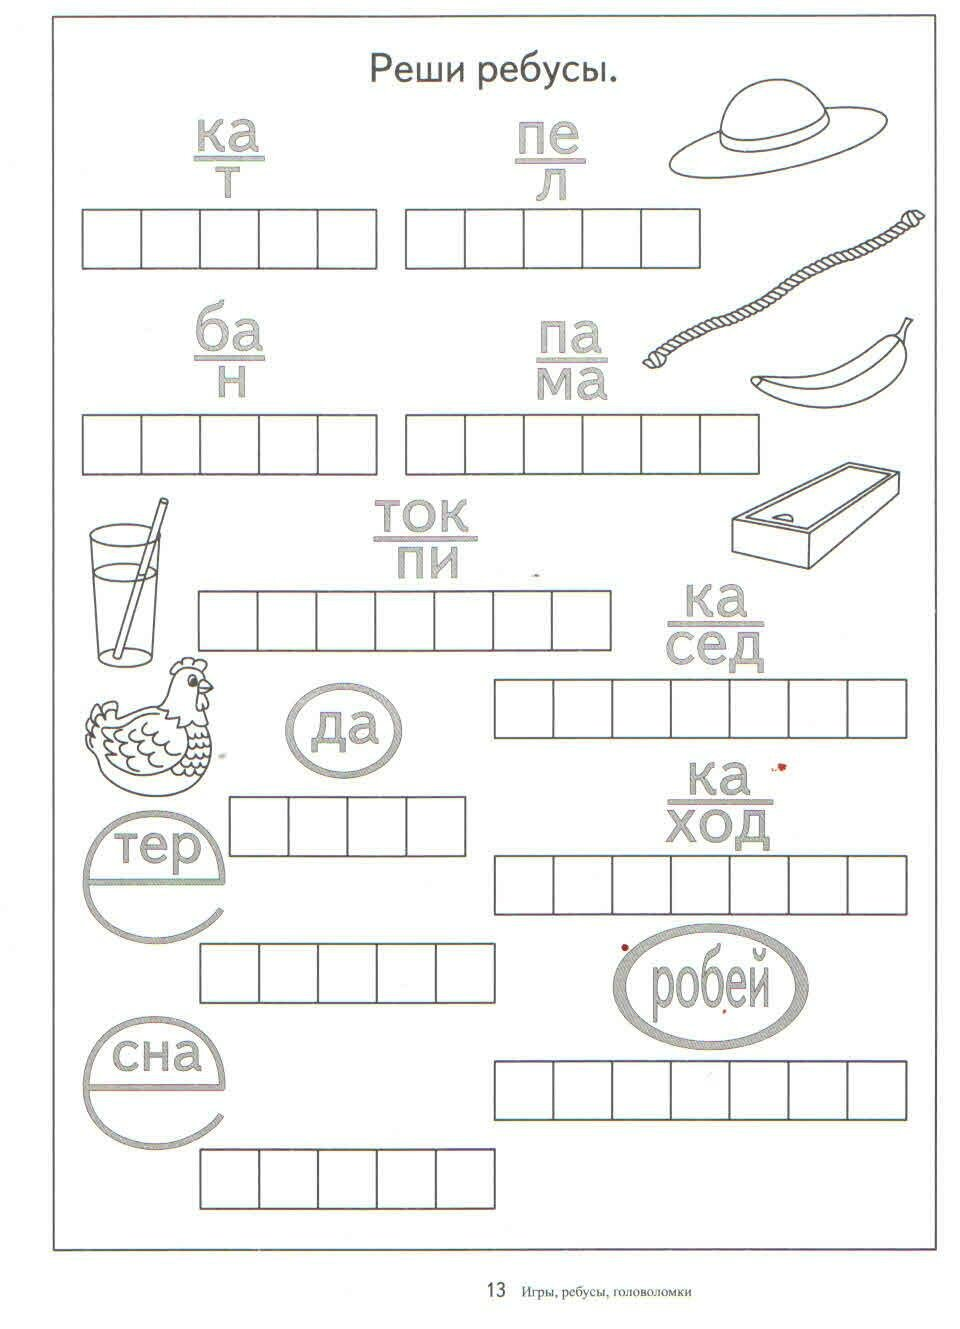 Реши ребусы.
ка
т
пе
л
ба
н
па
ма
ток
пи
ка
сед
да
ка
ход
тер
робей
сна
13 Игры, ребусы, головоломки